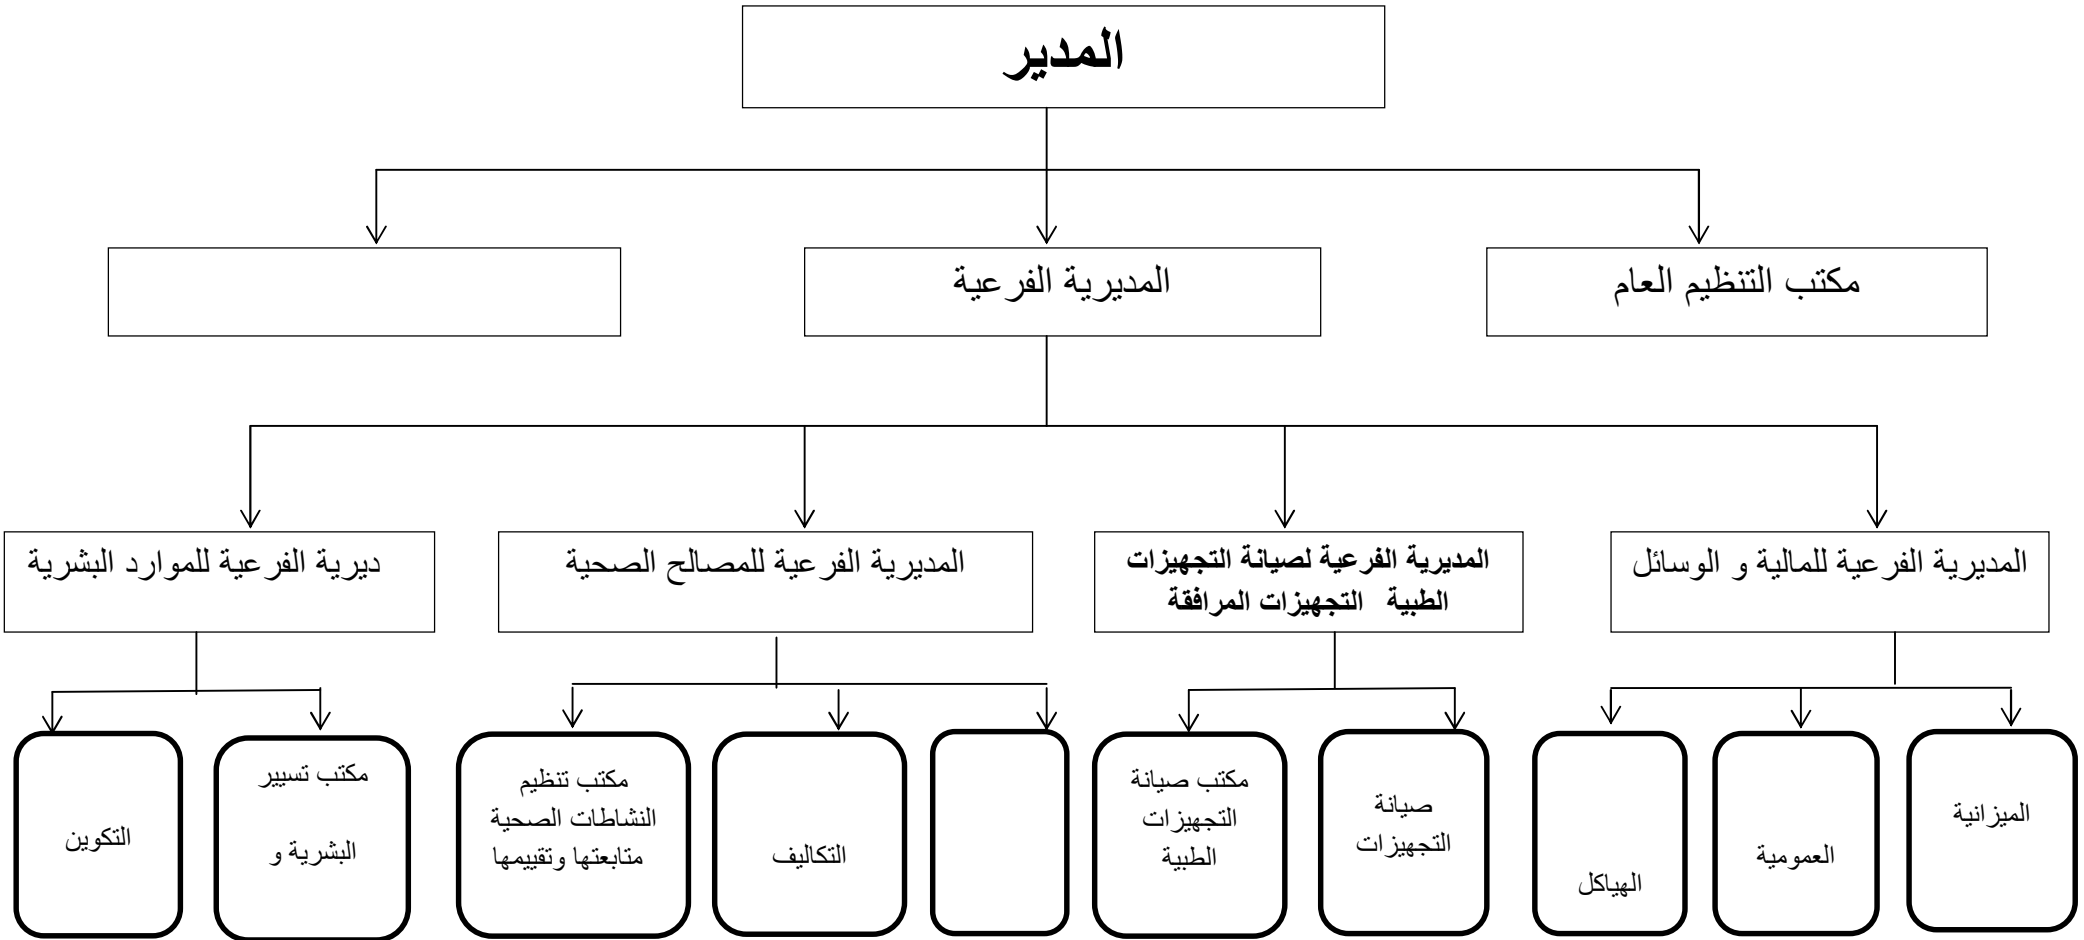 المدير
مكتب التنظيم العام
المديرية الفرعية
المديرية الفرعية للمالية و الوسائل
المديرية الفرعية لصيانة التجهيزات
الطبية التجهيزات المرافقة
المديرية الفرعية للمصالح الصحية
ديرية الفرعية للموارد البشرية
الميزانية
العمومية
الهياكل
صيانة
التجهيزات
مكتب صيانة
التجهيزات
الطبية
التكاليف
مكتب تنظيم
النشاطات الصحية
متابعتها وتقييمها
مكتب تسيير
البشرية و
التكوين